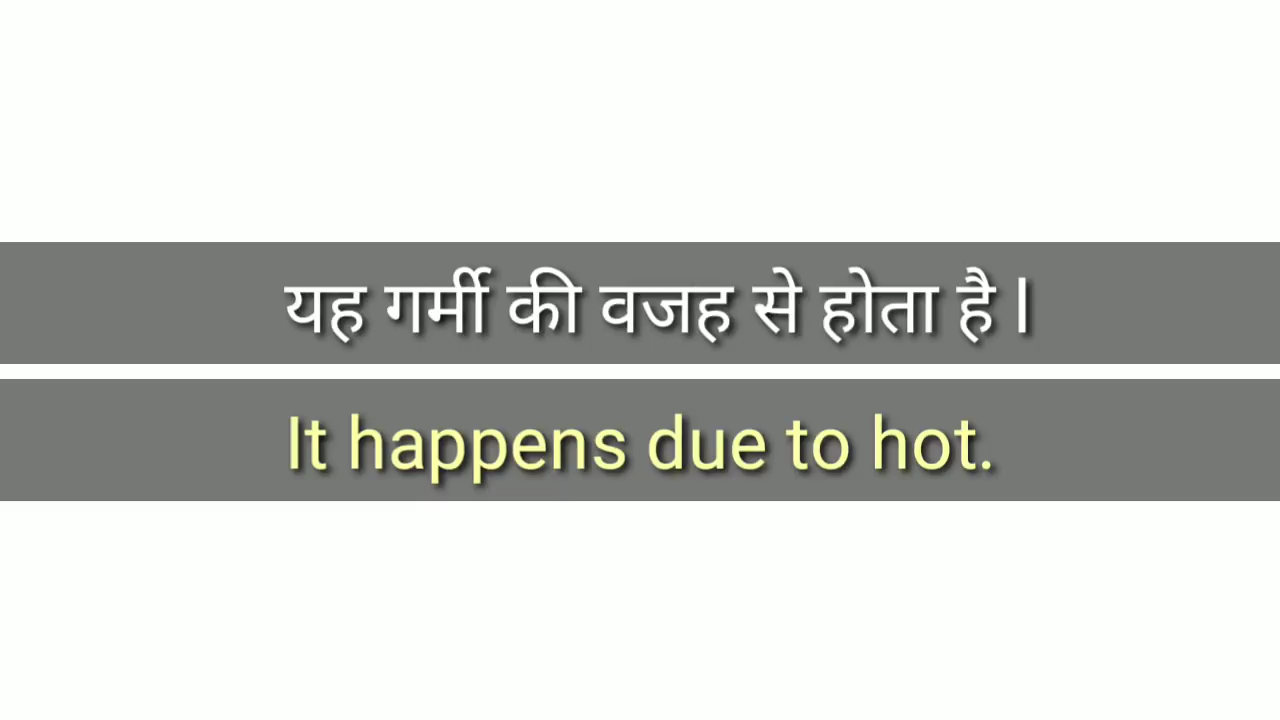 यह गर्मी की वजह से होता है l
It happens due to hot.